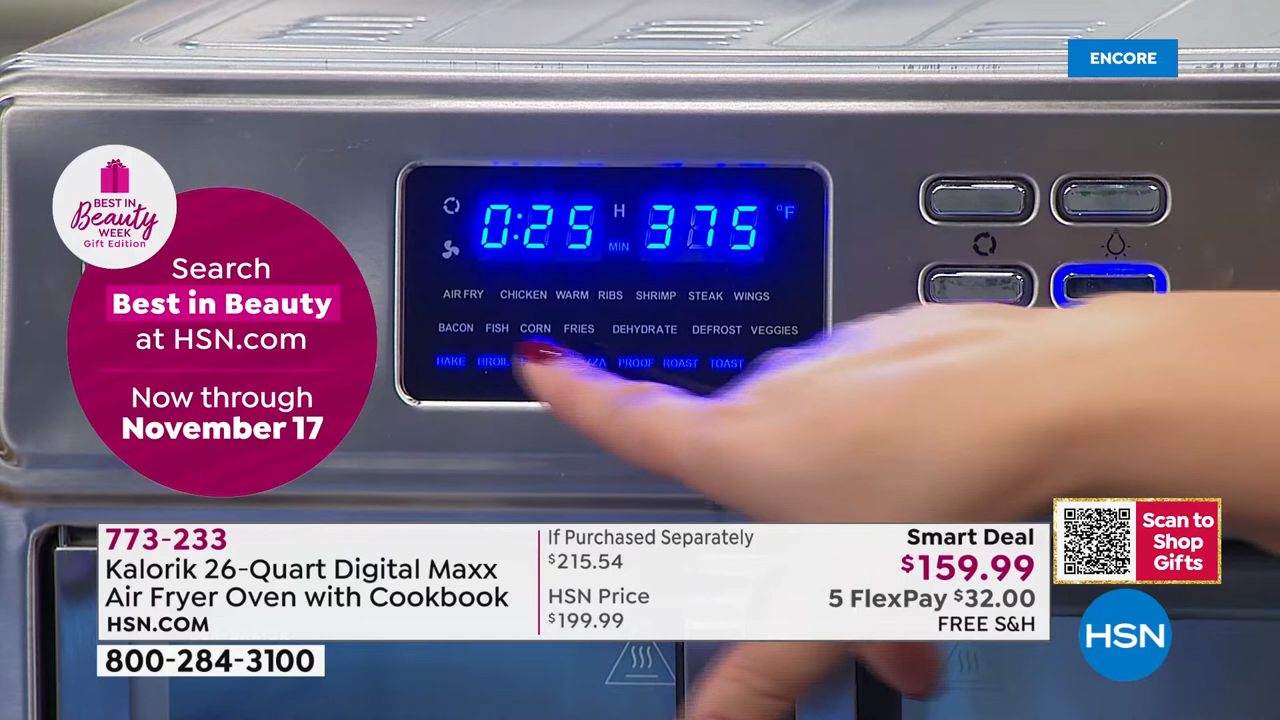 ENCORE
BEST IN
Beauty
WEEK
Gift Edition
Search
Best in Beauty
at HSN.com
Now through
November 17
0:25 H MIN 375 °F
AIR FRY CHICKEN WARM RIBS SHRIMP STEAK WINGS
BACON FISH CORN FRIES DEHYDRATE DEFROST VEGGIES
BAKE BROIL PROOF ROAST TOAST
773-233
Kalorik 26-Quart Digital Maxx
Air Fryer Oven with Cookbook
HSN.COM
If Purchased Separately
$215.54
HSN Price
$199.99
Smart Deal
$159.99
5 FlexPay $32.00
FREE S&H
Scan to
Shop
Gifts
HSN
800-284-3100